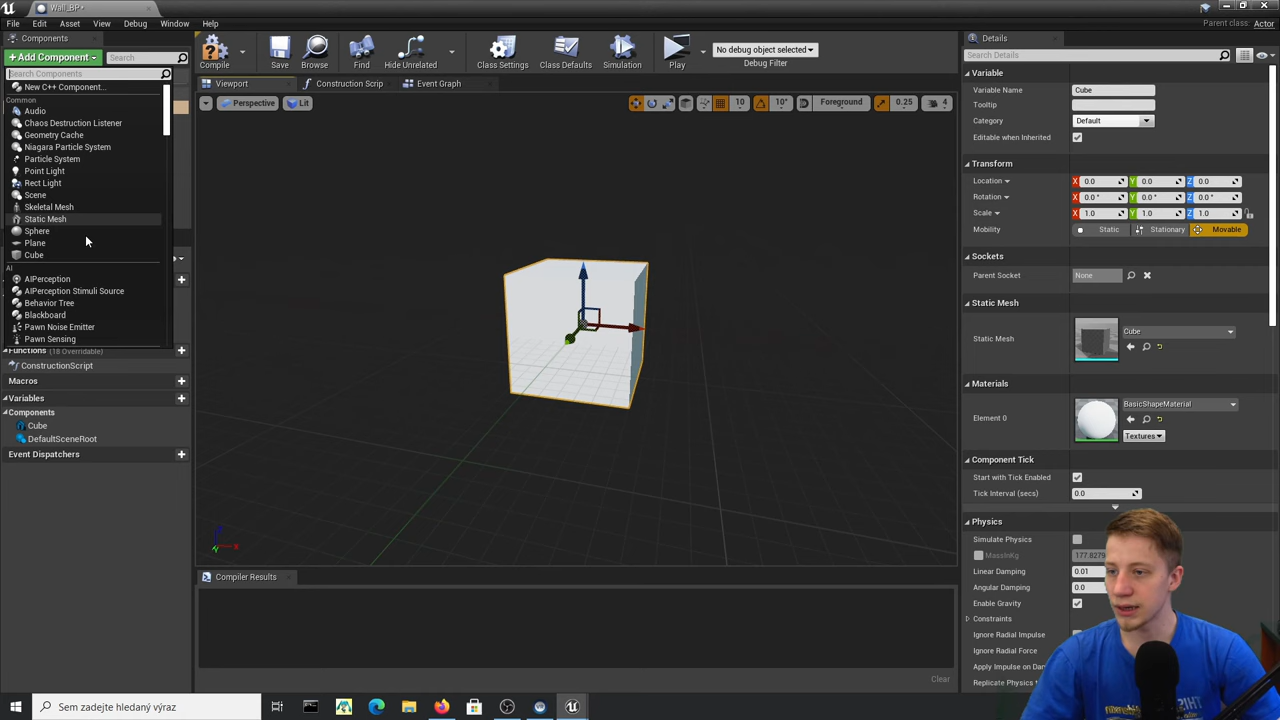 Wall_BP*
File Edit Asset View Debug Window Help
Parent class: Actor
Components
+Add Component
Search
Search Components
New C++ Component...
Common
Audio
Chaos Destruction Listener
Geometry Cache
Niagara Particle System
Particle System
Point Light
Rect Light
Scene
Skeletal Mesh
Static Mesh
Sphere
Plane
Cube
AI
AIPerception
AIPerception Stimuli Source
Behavior Tree
Blackboard
Pawn Noise Emitter
Pawn Sensing
Functions (18 Overridable)
ConstructionScript
Macros
Variables
Components
Cube
DefaultSceneRoot
Event Dispatchers
Compile
Save
Browse
Find
Hide Unrelated
Class Settings
Class Defaults
Simulation
Play
No debug object selected
Debug Filter
Viewport
Construction Scrip
Event Graph
Perspective
Lit
10
10°
Foreground
0.25
4
X
Y
Compiler Results
Clear
Details
Search Details
Variable
Variable Name Cube
Tooltip
Category Default
Editable when Inherited
Transform
Location X 0.0 Y 0.0 Z 0.0
Rotation X 0.0 ° Y 0.0 ° Z 0.0 °
Scale X 1.0 Y 1.0 Z 1.0
Mobility Static Stationary Movable
Sockets
Parent Socket None
Static Mesh
Static Mesh Cube
Materials
Element 0 BasicShapeMaterial
Textures
Component Tick
Start with Tick Enabled
Tick Interval (secs) 0.0
Physics
Simulate Physics
MassInKg 177.8279
Linear Damping 0.01
Angular Damping 0.0
Enable Gravity
Constraints
Ignore Radial Impulse
Ignore Radial Force
Apply Impulse on Da
Replicate Physics t
Sem zadejte hledaný výraz